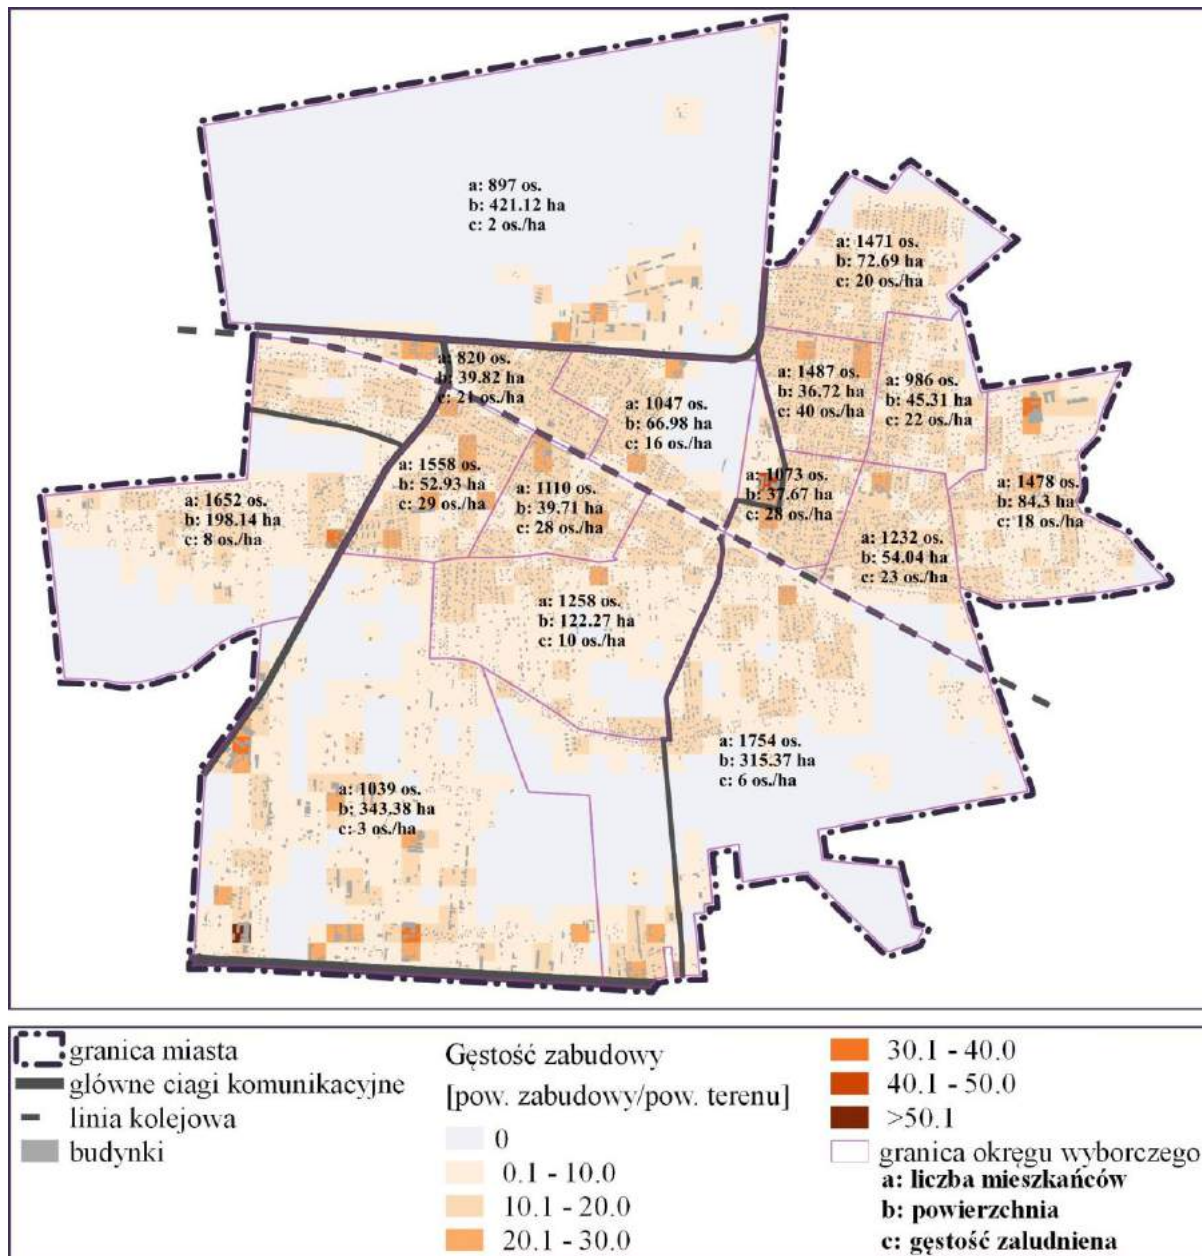 a: 897 os.
b: 421.12 ha
c: 2 os./ha
a: 1471 os.
b: 72.69 ha
c: 20 os./ha
a: 820 os.
b: 39.82 ha
c: 21 os./ha
a: 1487 os.
b: 36.72 ha
c: 40 os./ha
a: 986 os.
b: 45.31 ha
c: 22 os./ha
a: 1047 os.
b: 66.98 ha
c: 16 os./ha
a: 1558 os.
b: 52.93 ha
c: 29 os./ha
a: 1110 os.
b: 39.71 ha
c: 28 os./ha
a: 1073 os.
b: 37.67 ha
c: 28 os./ha
a: 1478 os.
b: 84.3 ha
c: 18 os./ha
a: 1652 os.
b: 198.14 ha
c: 8 os./ha
a: 1232 os.
b: 54.04 ha
c: 23 os./ha
a: 1258 os.
b: 122.27 ha
c: 10 os./ha
a: 1754 os.
b: 315.37 ha
c: 6 os./ha
a: 1039 os.
b: 343.38 ha
c: 3 os./ha
granica miasta
główne ciągi komunikacyjne
linia kolejowa
budynki
Gęstość zabudowy
[pow. zabudowy/pow. terenu]
0
0.1 - 10.0
10.1 - 20.0
20.1 - 30.0
30.1 - 40.0
40.1 - 50.0
>50.1
granica okręgu wyborczego
a: liczba mieszkańców
b: powierzchnia
c: gęstość zaludniena